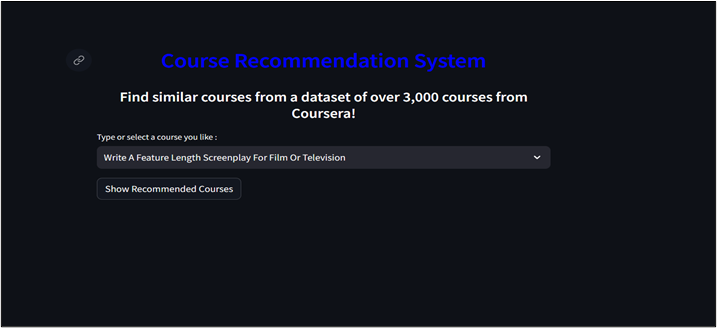 Course Recommendation System
Find similar courses from a dataset of over 3,000 courses from
Coursera!
Type or select a course you like :
Write A Feature Length Screenplay For Film Or Television
Show Recommended Courses